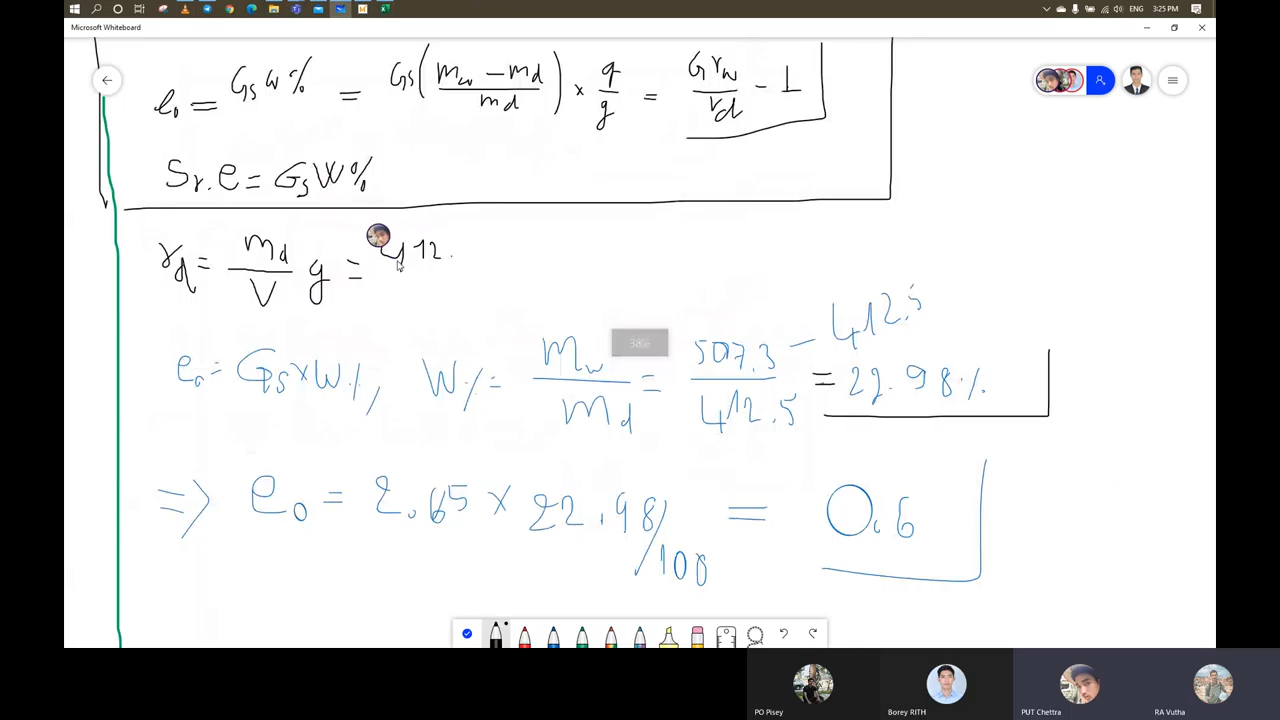 ENG 3:25 PM
Microsoft Whiteboard
e₀ = Gs W% = Gs ( (mw − md) / md ) × g/g = Gγw/γd − 1
Sr.e = Gs W%
γd = md/V g = 412.
e₀ = Gs × W%, W% = mw/md = 507.3 − 412.5 / 412.5 = 22.98%
38%
=> e₀ = 2.65 × 22.98/100 = 0.6
PO Pisey
Borey RITH
PUT Chettra
RA Vutha